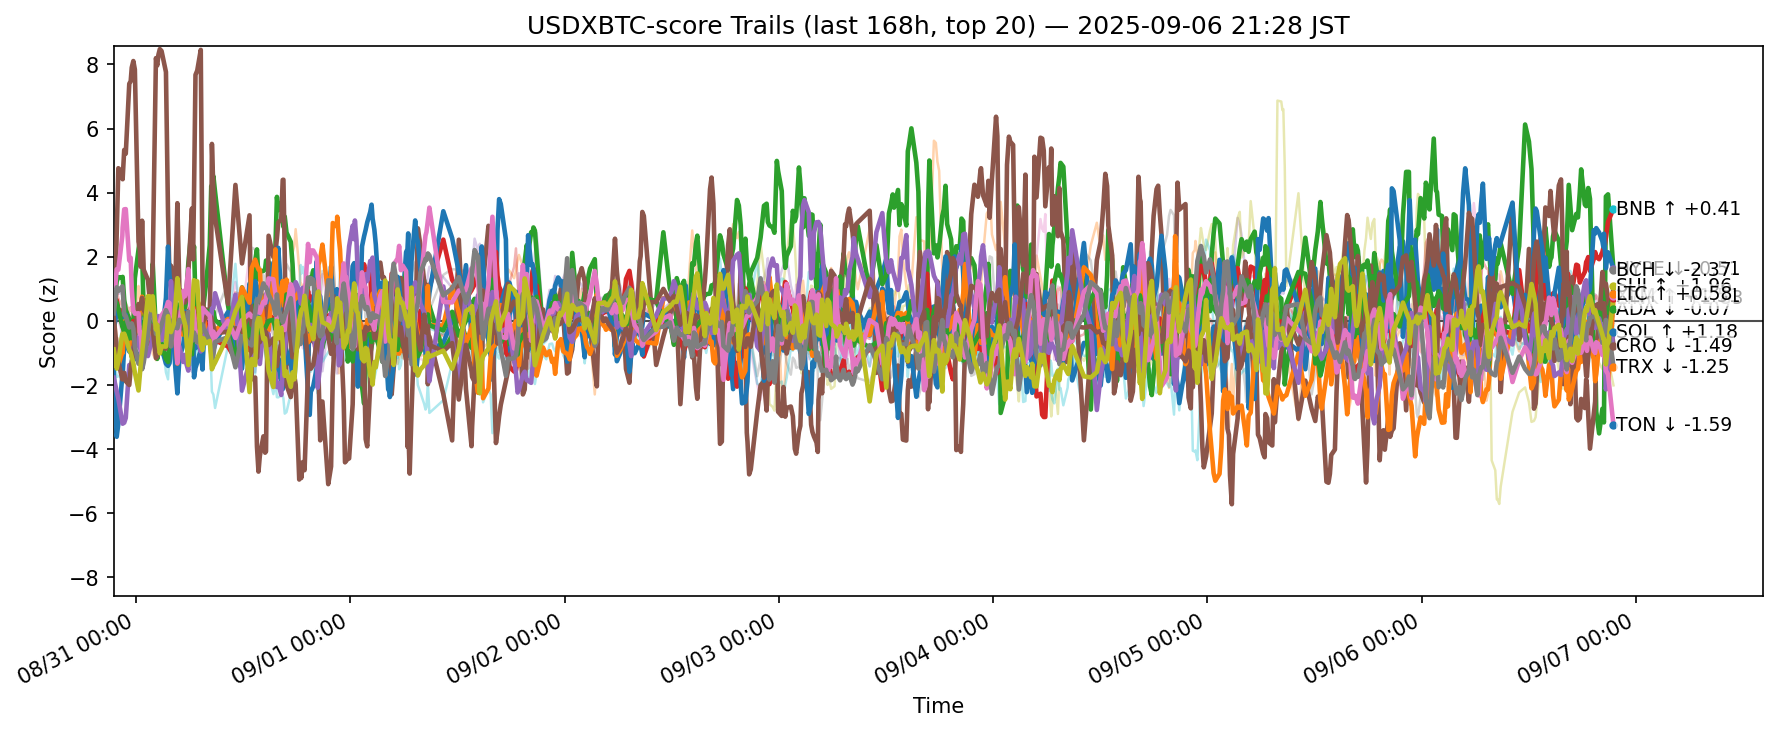 USDXBTC-score Trails (last 168h, top 20) — 2025-09-06 21:28 JST
Score (z)
8
6
4
2
0
−2
−4
−6
−8
BNB ↑ +0.41
BCH ↓ -2.37
SUI ↑ +1.96
LTC ↑ +0.58
ADA ↓ -0.07
SOL ↑ +1.18
CRO ↓ -1.49
TRX ↓ -1.25
TON ↓ -1.59
08/31 00:00
09/01 00:00
09/02 00:00
09/03 00:00
09/04 00:00
09/05 00:00
09/06 00:00
09/07 00:00
Time